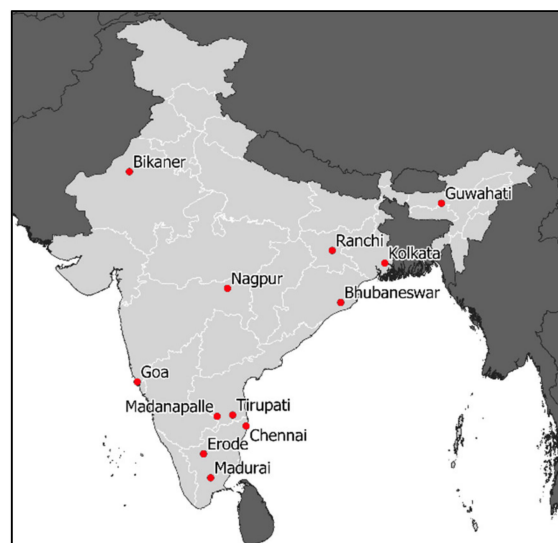 Bikaner
Guwahati
Ranchi
Kolkata
Nagpur
Bhubaneswar
Goa
Madanapalle
Tirupati
Chennai
Erode
Madurai